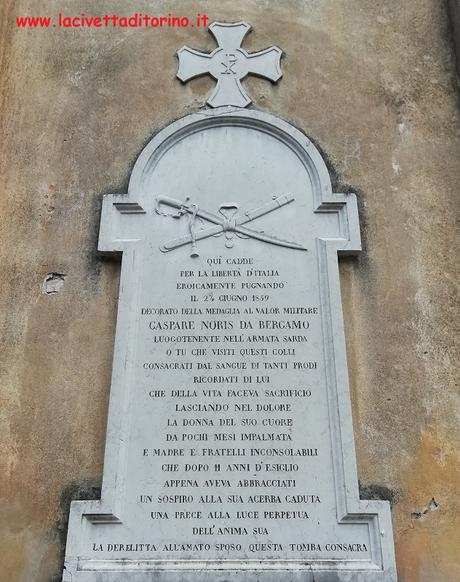 www.lacivettaditorino.it
QUI CADDE
PER LA LIBERTÀ D'ITALIA
EROICAMENTE PUGNANDO
IL 24 GIUGNO 1859
DECORATO DELLA MEDAGLIA AL VALOR MILITARE
GASPARE NORIS DA BERGAMO
LUOGOTENENTE NELL'ARMATA SARDA
O TU CHE VISITI QUESTI COLLI
CONSACRATI DAL SANGUE DI TANTI PRODI
RICORDATI DI LUI
CHE DELLA VITA FACEVA SACRIFICIO
LASCIANDO NEL DOLORE
LA DONNA DEL SUO CUORE
DA POCHI MESI IMPALMATA
E MADRE E FRATELLI INCONSOLABILI
CHE DOPO 11 ANNI D'ESIGLIO
APPENA AVEVA ABBRACCIATI
UN SOSPIRO ALLA SUA ACERBA CADUTA
UNA PRECE ALLA LUCE PERPETUA
DELL'ANIMA SUA
LA DERELITTA ALL'AMATO SPOSO QUESTA TOMBA CONSACRA